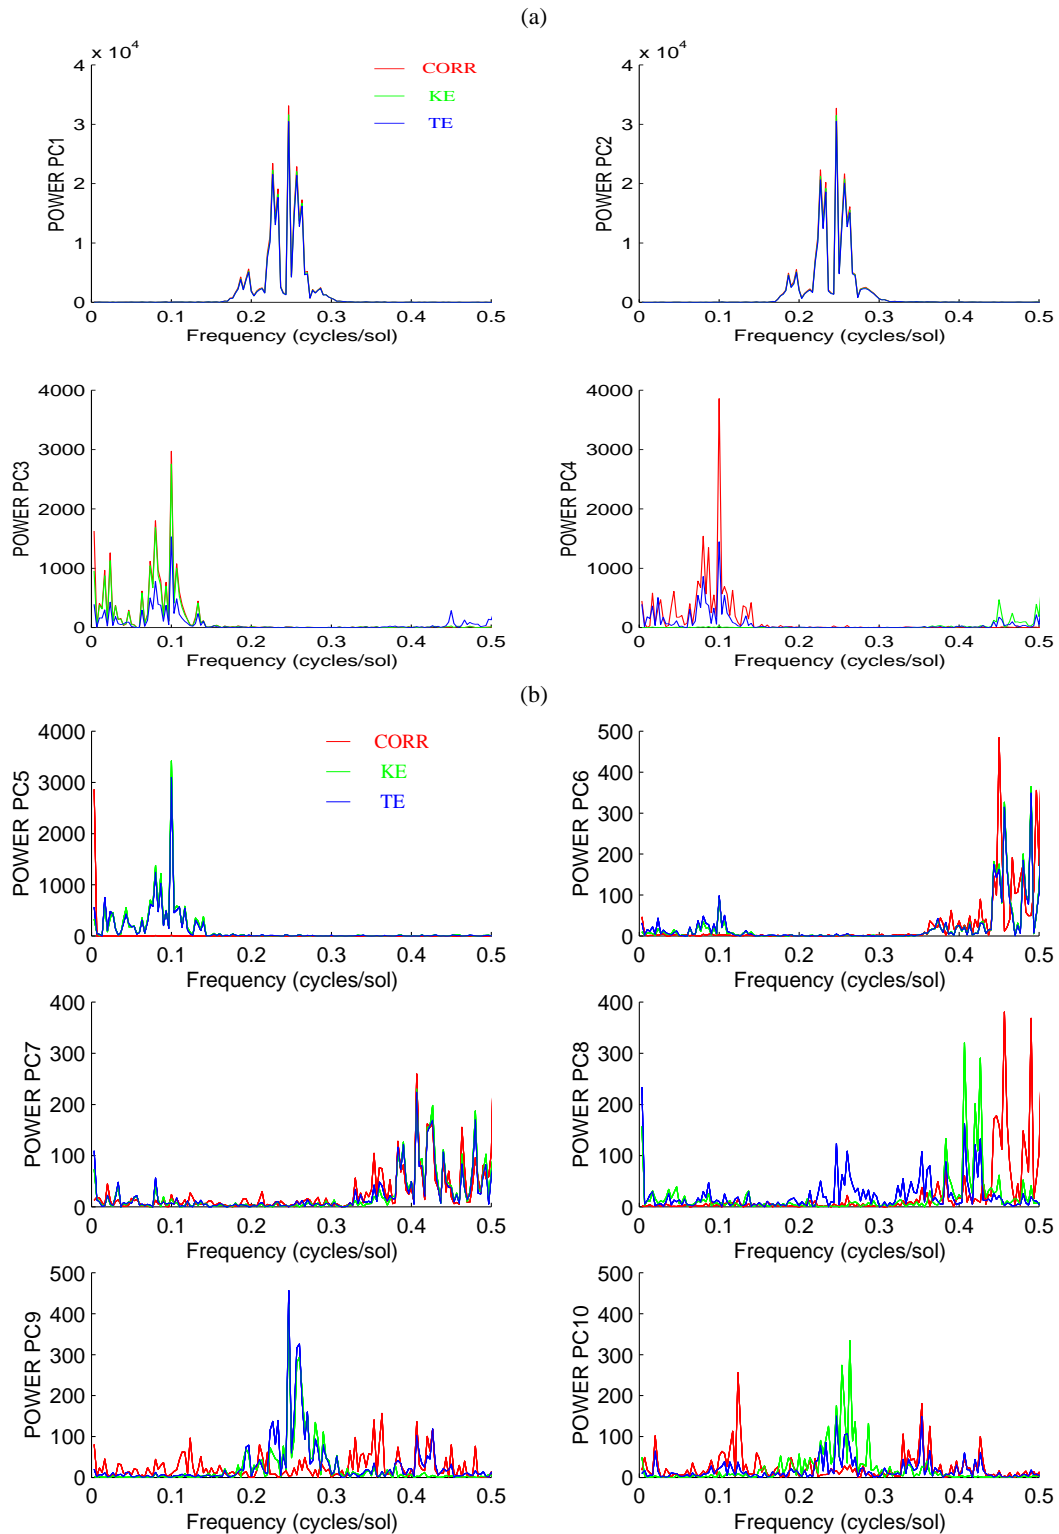 (a)
x 10^4
4
3
2
1
0
0 0.1 0.2 0.3 0.4 0.5
POWER PC1
Frequency (cycles/sol)
CORR
KE
TE
x 10^4
4
3
2
1
0
0 0.1 0.2 0.3 0.4 0.5
POWER PC2
Frequency (cycles/sol)
4000
3000
2000
1000
0
0 0.1 0.2 0.3 0.4 0.5
POWER PC3
Frequency (cycles/sol)
4000
3000
2000
1000
0
0 0.1 0.2 0.3 0.4 0.5
POWER PC4
Frequency (cycles/sol)
(b)
4000
3000
2000
1000
0
0 0.1 0.2 0.3 0.4 0.5
POWER PC5
Frequency (cycles/sol)
CORR
KE
TE
500
400
300
200
100
0
0 0.1 0.2 0.3 0.4 0.5
POWER PC6
Frequency (cycles/sol)
400
300
200
100
0
0 0.1 0.2 0.3 0.4 0.5
POWER PC7
Frequency (cycles/sol)
400
300
200
100
0
0 0.1 0.2 0.3 0.4 0.5
POWER PC8
Frequency (cycles/sol)
500
400
300
200
100
0
0 0.1 0.2 0.3 0.4 0.5
POWER PC9
Frequency (cycles/sol)
500
400
300
200
100
0
0 0.1 0.2 0.3 0.4 0.5
POWER PC10
Frequency (cycles/sol)